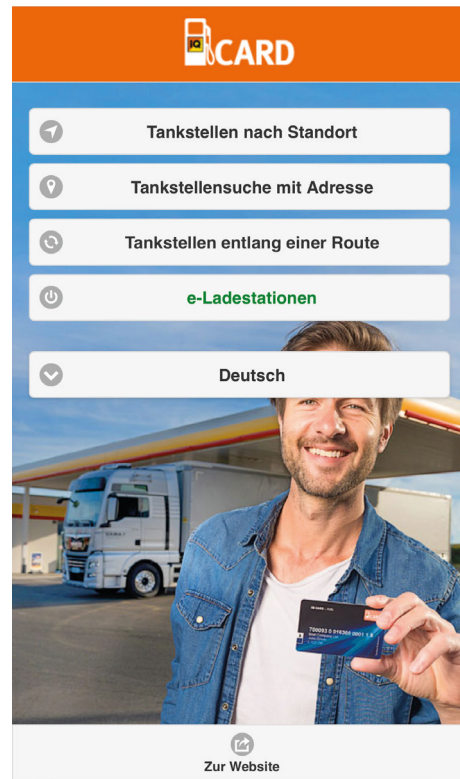 IQ CARD
Tankstellen nach Standort
Tankstellensuche mit Adresse
Tankstellen entlang einer Route
e-Ladestationen
Deutsch
Zur Website